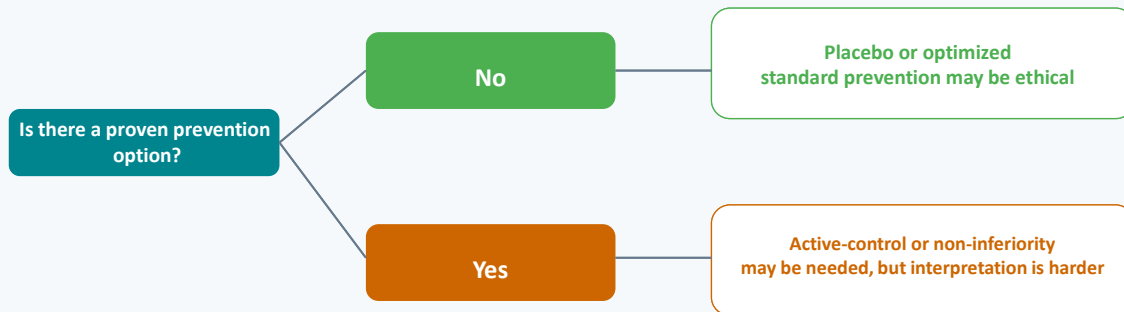 Is there a proven prevention
option?
No
Placebo or optimized
standard prevention may be ethical
Yes
Active-control or non-inferiority
may be needed, but interpretation is harder